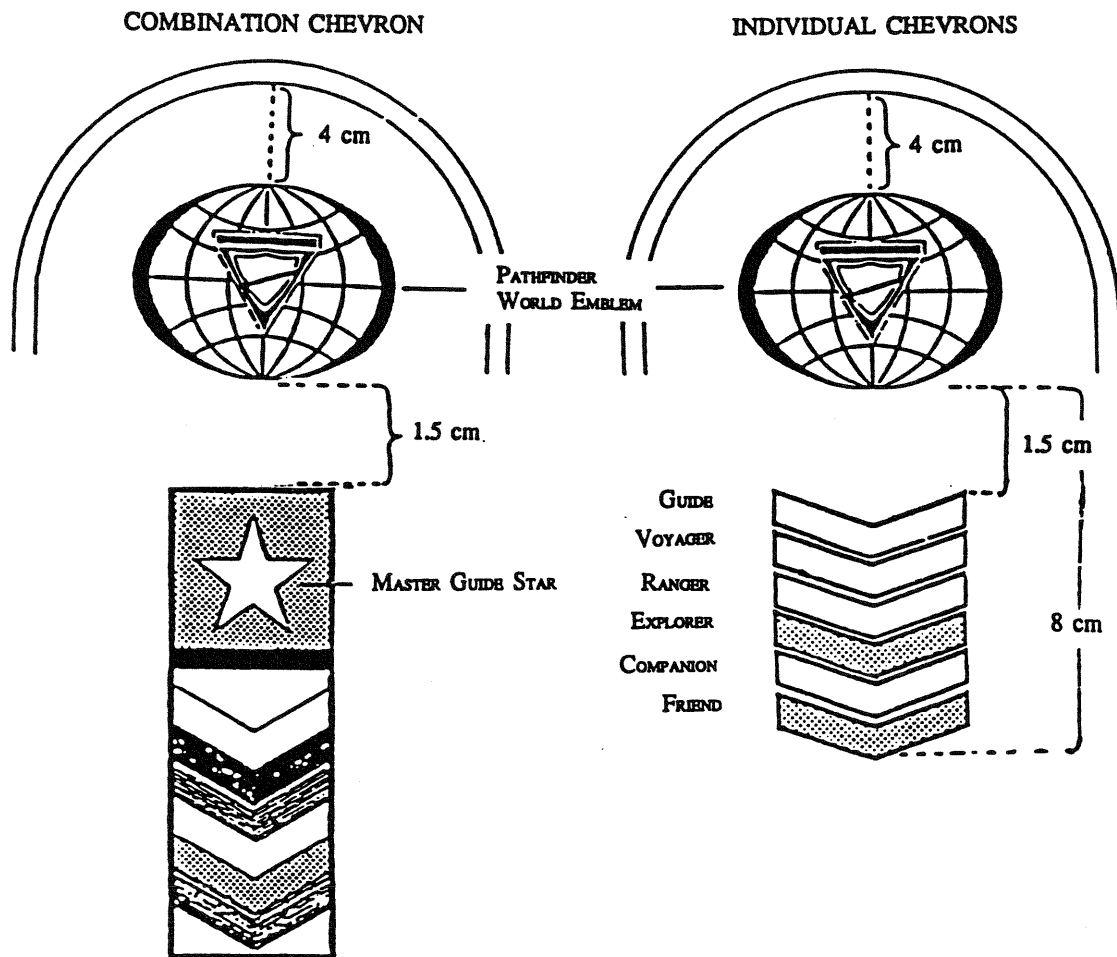 COMBINATION CHEVRON
INDIVIDUAL CHEVRONS
4 cm
4 cm
PATHFINDER
WORLD EMBLEM
1.5 cm
1.5 cm
MASTER GUIDE STAR
GUIDE
VOYAGER
RANGER
EXPLORER
COMPANION
FRIEND
8 cm